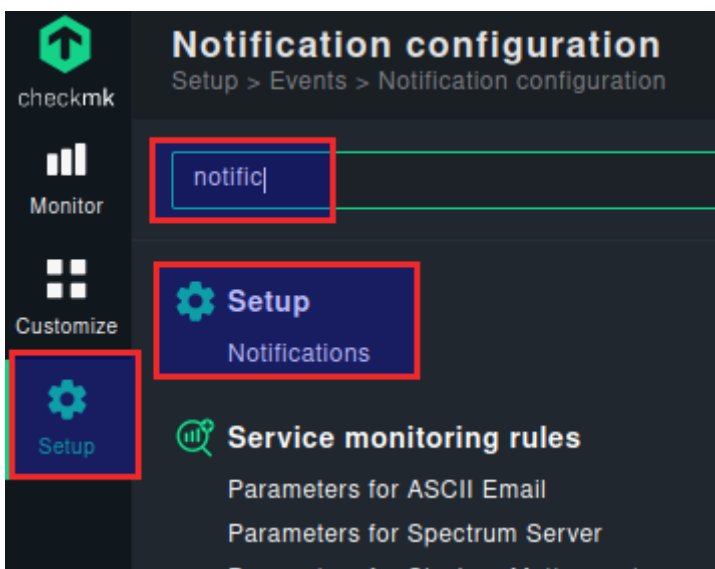 Notification configuration
Setup > Events > Notification configuration
checkmk
notific
Monitor
Setup
Notifications
Customize
Setup
Service monitoring rules
Parameters for ASCII Email
Parameters for Spectrum Server